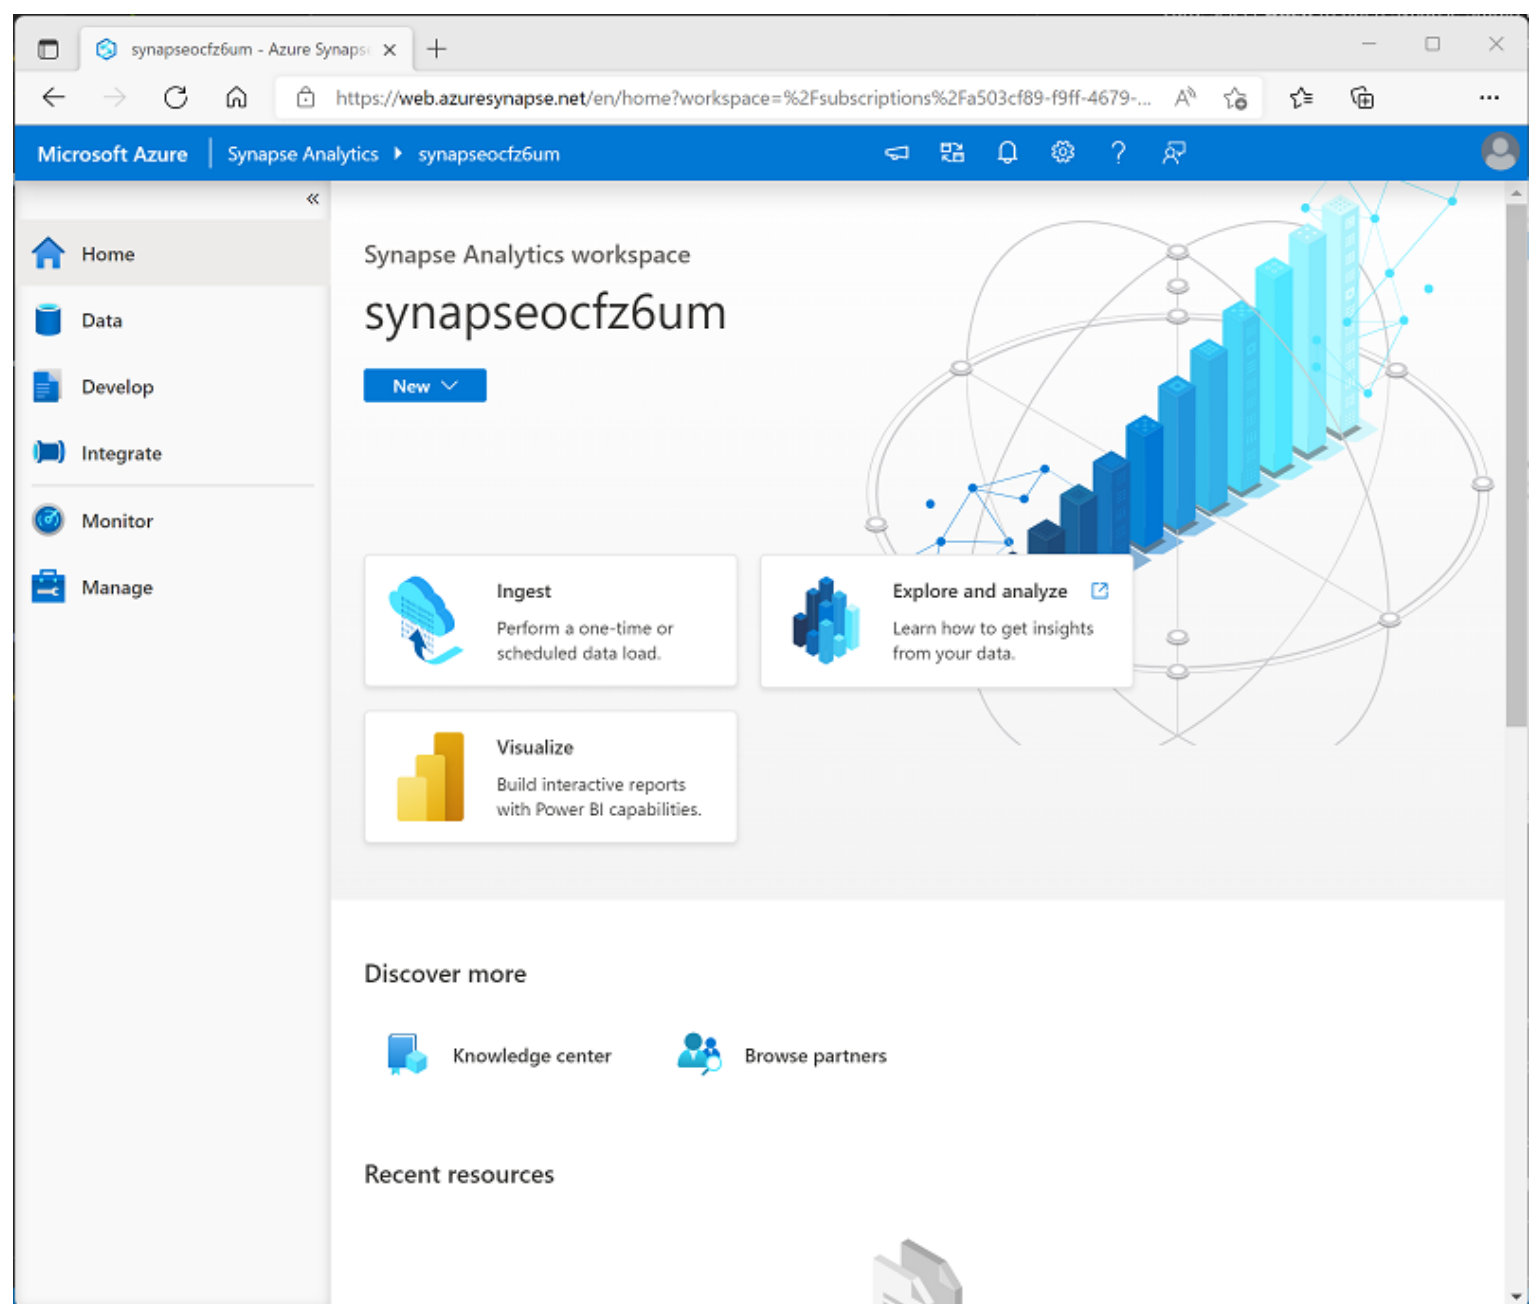 synapseocfz6um - Azure Synaps
https://web.azuresynapse.net/en/home?workspace=%2Fsubscriptions%2Fa503cf89-f9ff-4679-...
Microsoft Azure
Synapse Analytics
synapseocfz6um
Home
Data
Develop
Integrate
Monitor
Manage
Synapse Analytics workspace
synapseocfz6um
New
Ingest
Perform a one-time or
scheduled data load.
Explore and analyze
Learn how to get insights
from your data.
Visualize
Build interactive reports
with Power BI capabilities.
Discover more
Knowledge center
Browse partners
Recent resources